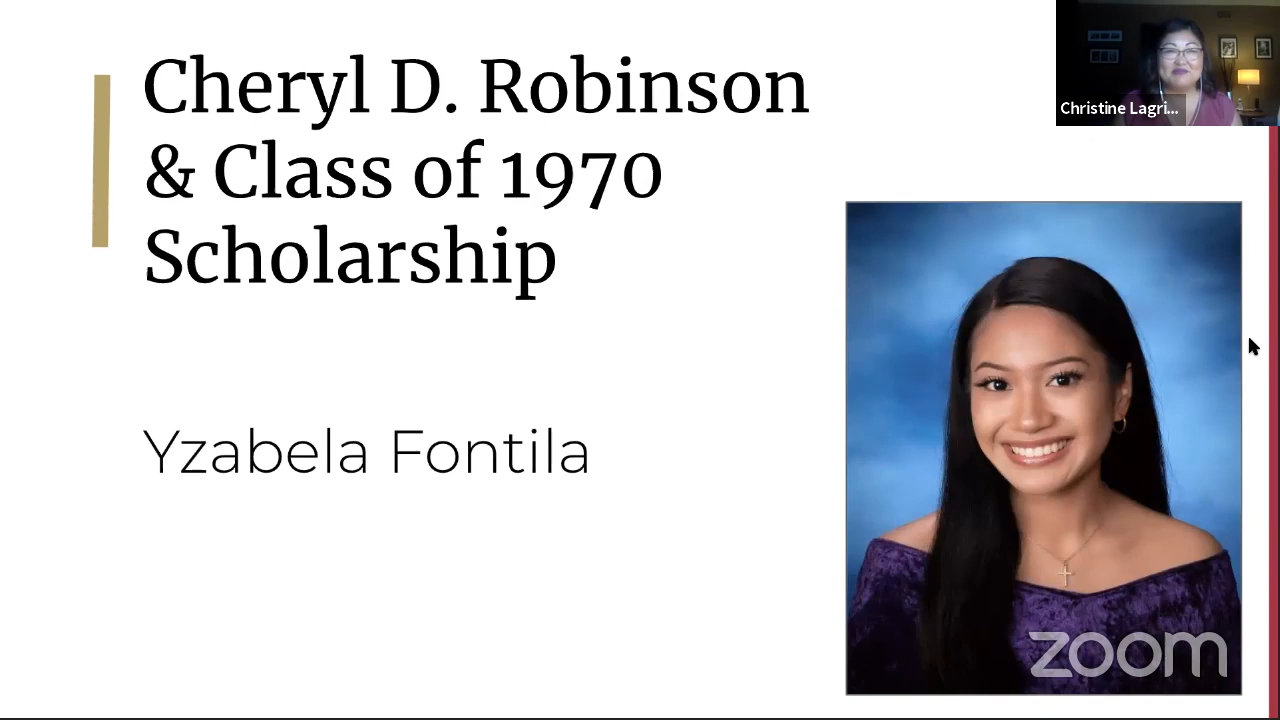 Cheryl D. Robinson
& Class of 1970
Scholarship
Yzabela Fontila
Christine Lagri...
zoom